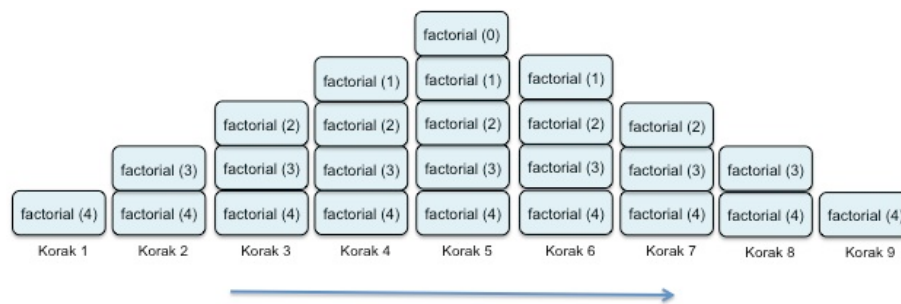 factorial (0)
factorial (1) factorial (1) factorial (1)
factorial (2) factorial (2) factorial (2) factorial (2) factorial (2)
factorial (3) factorial (3) factorial (3) factorial (3) factorial (3) factorial (3) factorial (3)
factorial (4) factorial (4) factorial (4) factorial (4) factorial (4) factorial (4) factorial (4) factorial (4) factorial (4)
Korak 1 Korak 2 Korak 3 Korak 4 Korak 5 Korak 6 Korak 7 Korak 8 Korak 9